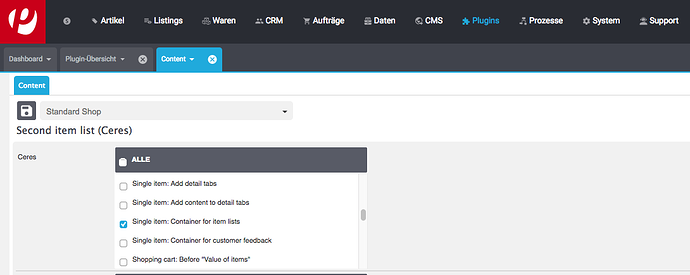 Artikel Listings Waren CRM Aufträge Daten CMS Plugins Prozesse System Support
Dashboard Plugin-Übersicht Content
Content
Standard Shop
Second item list (Ceres)
Ceres
ALLE
Single item: Add detail tabs
Single item: Add content to detail tabs
Single item: Container for item lists
Single item: Container for customer feedback
Shopping cart: Before "Value of items"